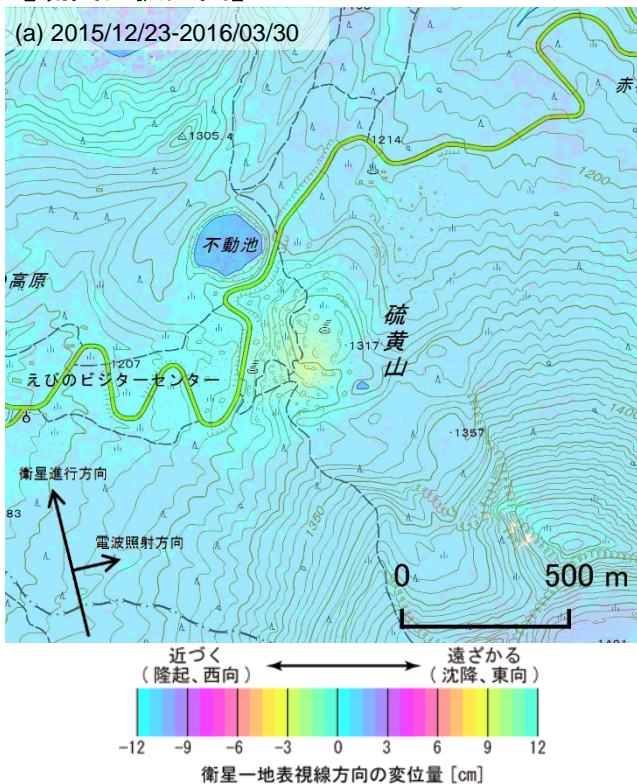 (a) 2015/12/23-2016/03/30
1305.4
1214
1200
不動池
高原
硫黄山
1317
1207
えびのビジターセンター
1357
1400
衛星進行方向
1350
83
電波照射方向
0 500 m
近づく
(隆起、西向)
遠ざかる
(沈降、東向)
-12 -9 -6 -3 0 3 6 9 12
衛星ー地表視線方向の変位量 [cm]